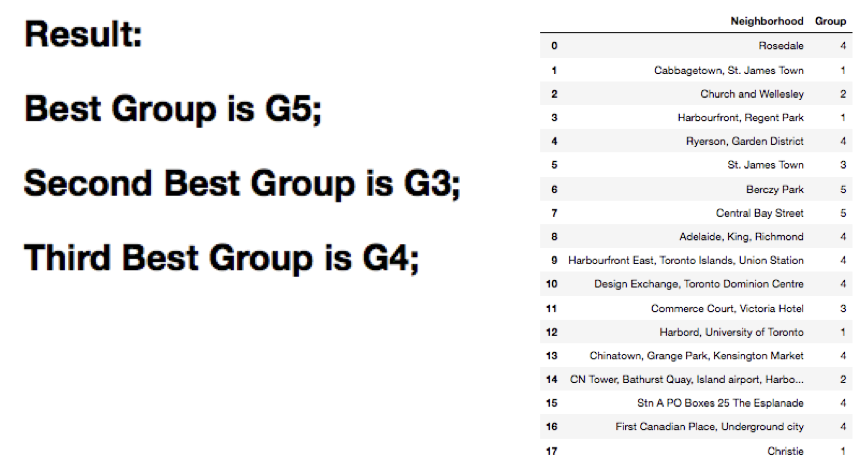 Result:
Best Group is G5;
Second Best Group is G3;
Third Best Group is G4;
Neighborhood Group
0 Rosedale 4
1 Cabbagetown, St. James Town 1
2 Church and Wellesley 2
3 Harbourfront, Regent Park 1
4 Ryerson, Garden District 4
5 St. James Town 3
6 Berczy Park 5
7 Central Bay Street 5
8 Adelaide, King, Richmond 4
9 Harbourfront East, Toronto Islands, Union Station 4
10 Design Exchange, Toronto Dominion Centre 4
11 Commerce Court, Victoria Hotel 3
12 Harbord, University of Toronto 1
13 Chinatown, Grange Park, Kensington Market 4
14 CN Tower, Bathurst Quay, Island airport, Harbo... 2
15 Stn A PO Boxes 25 The Esplanade 4
16 First Canadian Place, Underground city 4
17 Christie 1